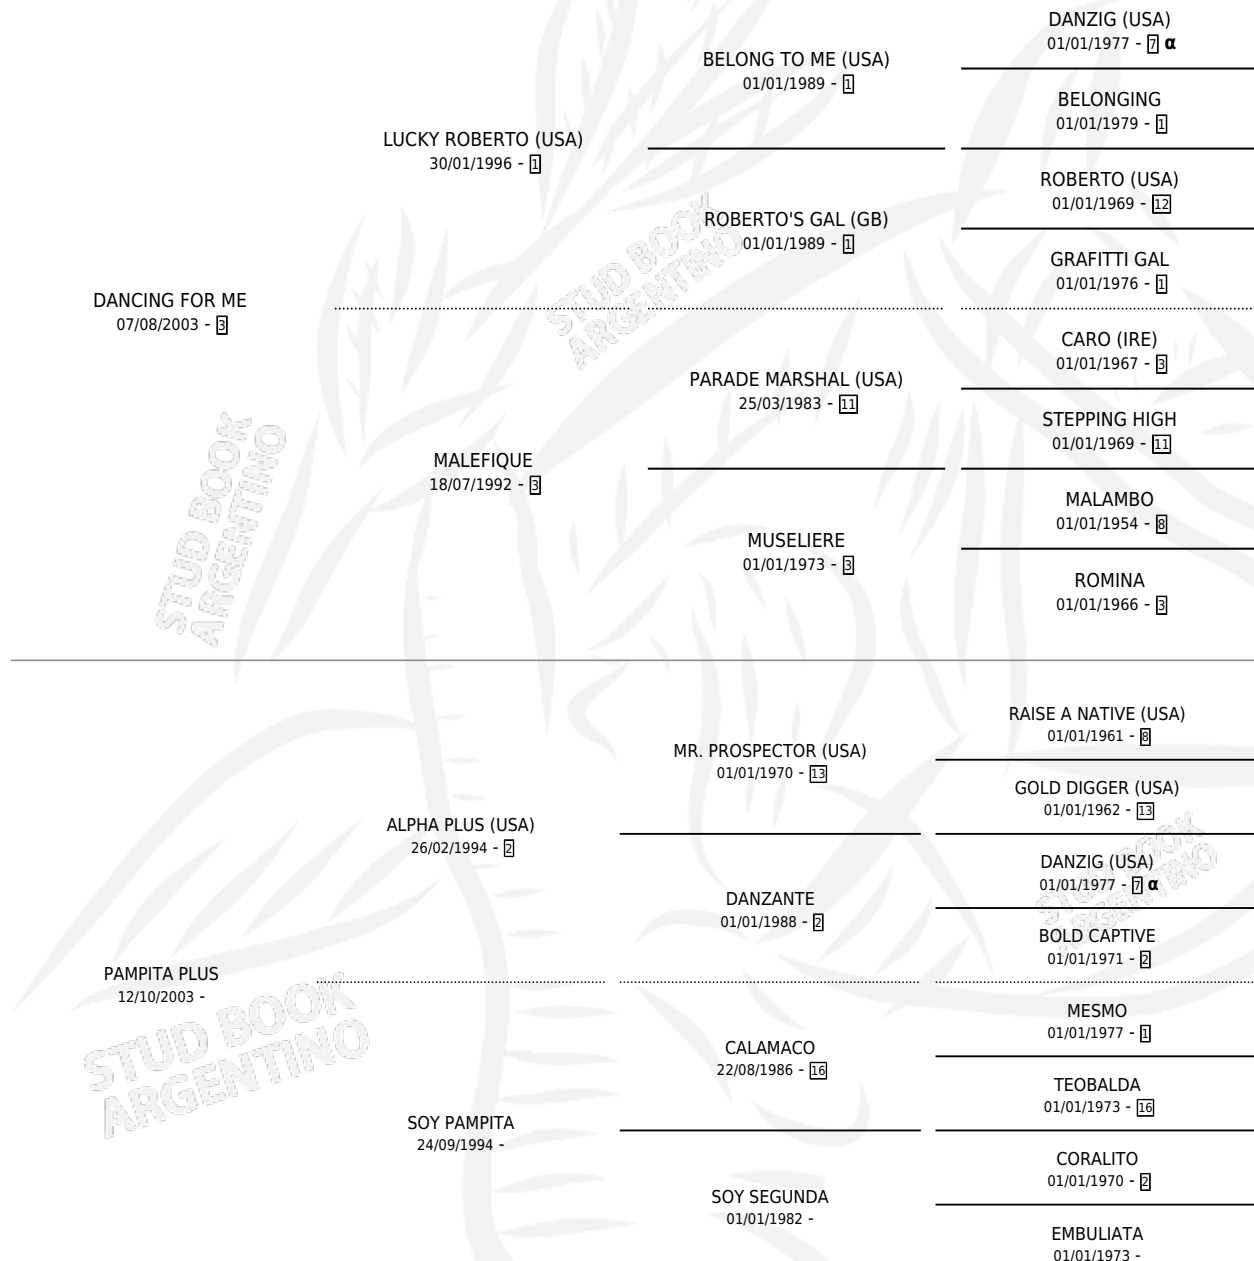 DANZIG (USA)
01/01/1977 - 7 α
BELONG TO ME (USA)
01/01/1989 - 1
BELONGING
01/01/1979 - 1
LUCKY ROBERTO (USA)
30/01/1996 - 1
ROBERTO (USA)
01/01/1969 - 12
ROBERTO'S GAL (GB)
01/01/1989 - 1
GRAFITTI GAL
01/01/1976 - 1
DANCING FOR ME
07/08/2003 - 3
CARO (IRE)
01/01/1967 - 3
PARADE MARSHAL (USA)
25/03/1983 - 11
STEPPING HIGH
01/01/1969 - 11
MALEFIQUE
18/07/1992 - 3
MALAMBO
01/01/1954 - 8
MUSELIERE
01/01/1973 - 3
ROMINA
01/01/1966 - 3
RAISE A NATIVE (USA)
01/01/1961 - 8
MR. PROSPECTOR (USA)
01/01/1970 - 13
GOLD DIGGER (USA)
01/01/1962 - 13
ALPHA PLUS (USA)
26/02/1994 - 2
DANZIG (USA)
01/01/1977 - 7 α
DANZANTE
01/01/1988 - 2
BOLD CAPTIVE
01/01/1971 - 2
PAMPITA PLUS
12/10/2003 -
MESMO
01/01/1977 - 1
CALAMACO
22/08/1986 - 16
TEOBALDA
01/01/1973 - 16
SOY PAMPITA
24/09/1994 -
CORALITO
01/01/1970 - 2
SOY SEGUNDA
01/01/1982 -
EMBULIATA
01/01/1973 -
STUD BOOK
ARGENTINO
STUD BOOK
ARGENTINO
STUD BOOK
ARGENTINO
STUD BOOK
ARGENTINO